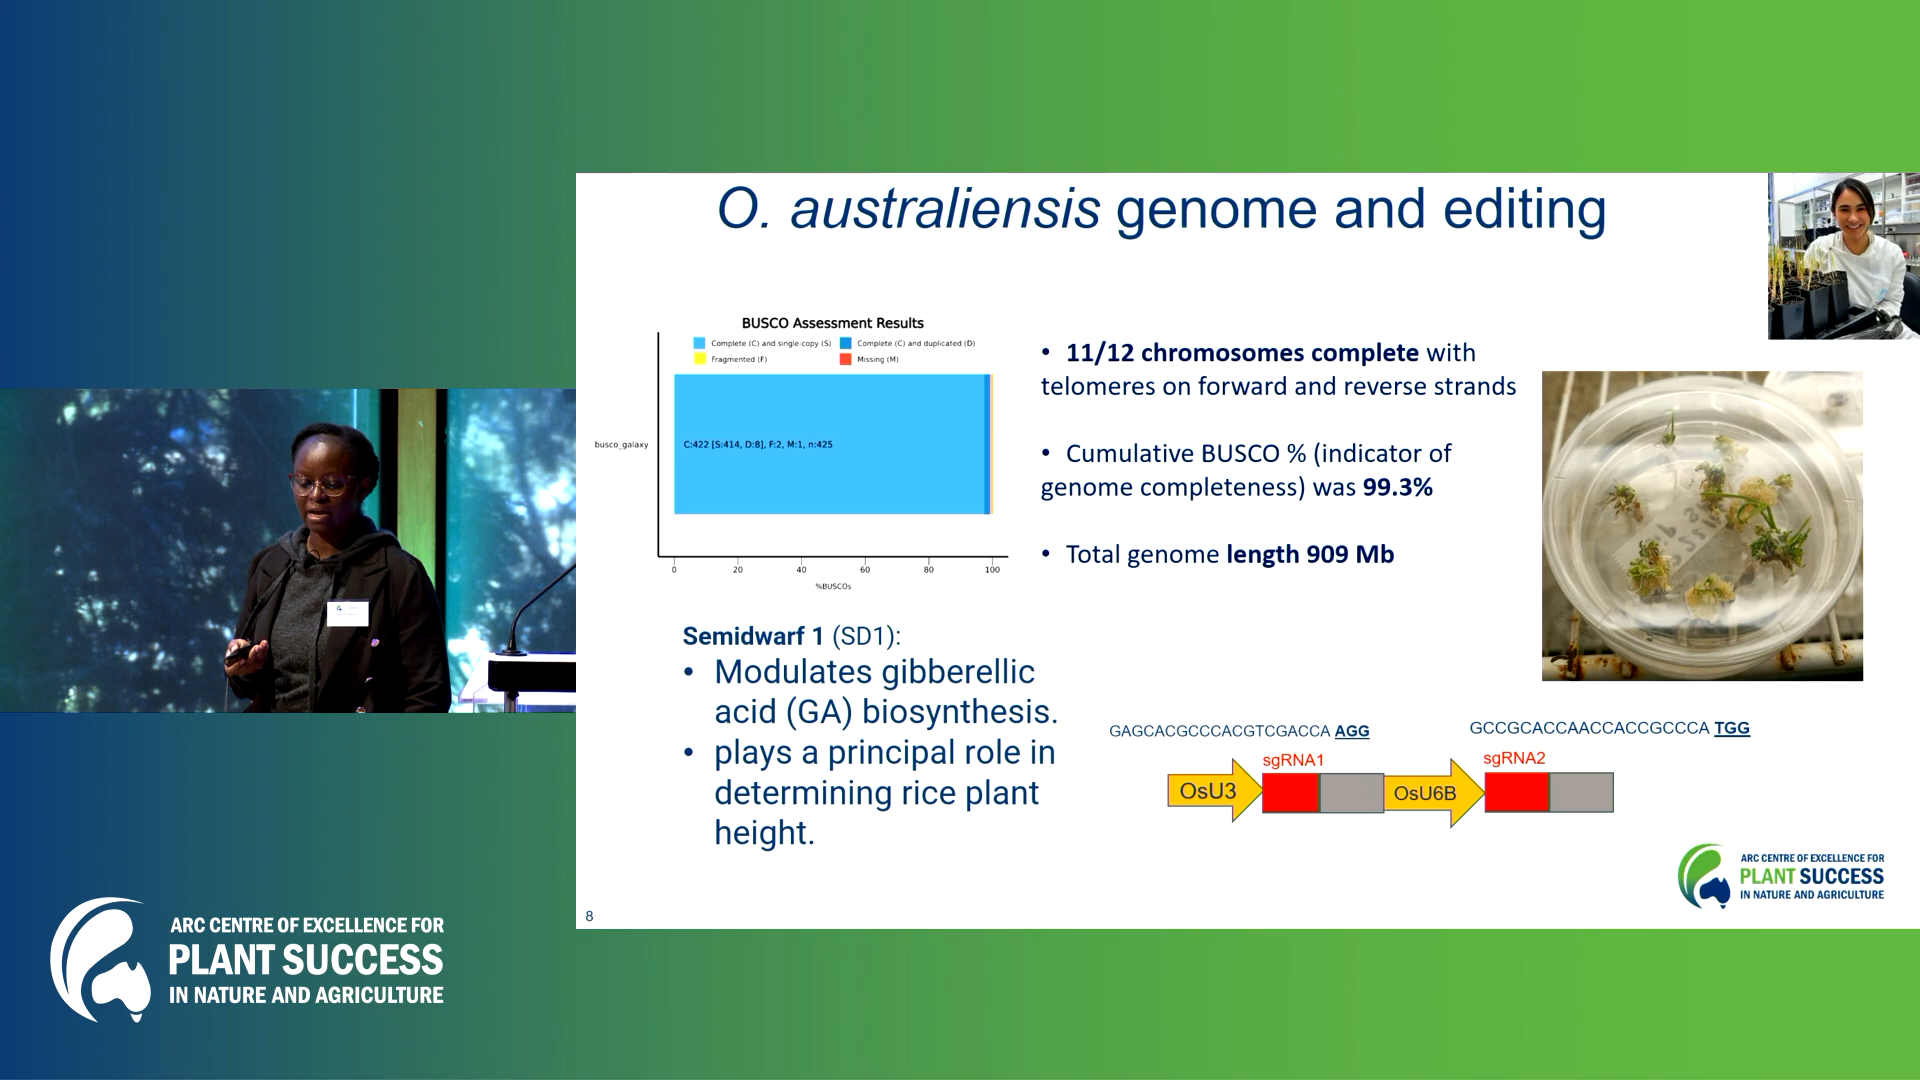 O. australiensis genome and editing
BUSCO Assessment Results
Complete (C) and single-copy (S)
Complete (C) and duplicated (D)
Fragmented (F)
Missing (M)
busco_galaxy
C:422 [S:414, D:8], F:2, M:1, n:425
0 20 40 60 80 100
%BUSCOs
• 11/12 chromosomes complete with
telomeres on forward and reverse strands
• Cumulative BUSCO % (indicator of
genome completeness) was 99.3%
• Total genome length 909 Mb
Semidwarf 1 (SD1):
• Modulates gibberellic
acid (GA) biosynthesis.
• plays a principal role in
determining rice plant
height.
GAGCACGCCCACGTCGACCA AGG
GCCGCACCAACCACCGCCCA TGG
sgRNA1
sgRNA2
OsU3
OsU6B
ARC CENTRE OF EXCELLENCE FOR
PLANT SUCCESS
IN NATURE AND AGRICULTURE
8
ARC CENTRE OF EXCELLENCE FOR
PLANT SUCCESS
IN NATURE AND AGRICULTURE